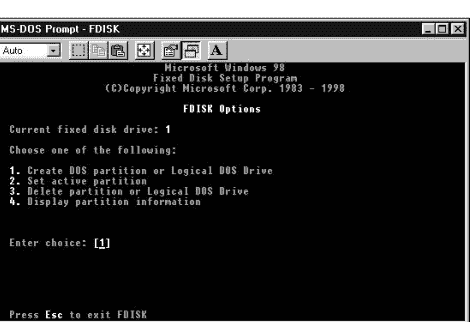 MS-DOS Prompt - FDISK
Auto
A
Microsoft Windows 98
Fixed Disk Setup Program
(C)Copyright Microsoft Corp. 1983 - 1998
FDISK Options
Current fixed disk drive: 1
Choose one of the following:
1. Create DOS partition or Logical DOS Drive
2. Set active partition
3. Delete partition or Logical DOS Drive
4. Display partition information
Enter choice: [1]
Press Esc to exit FDISK